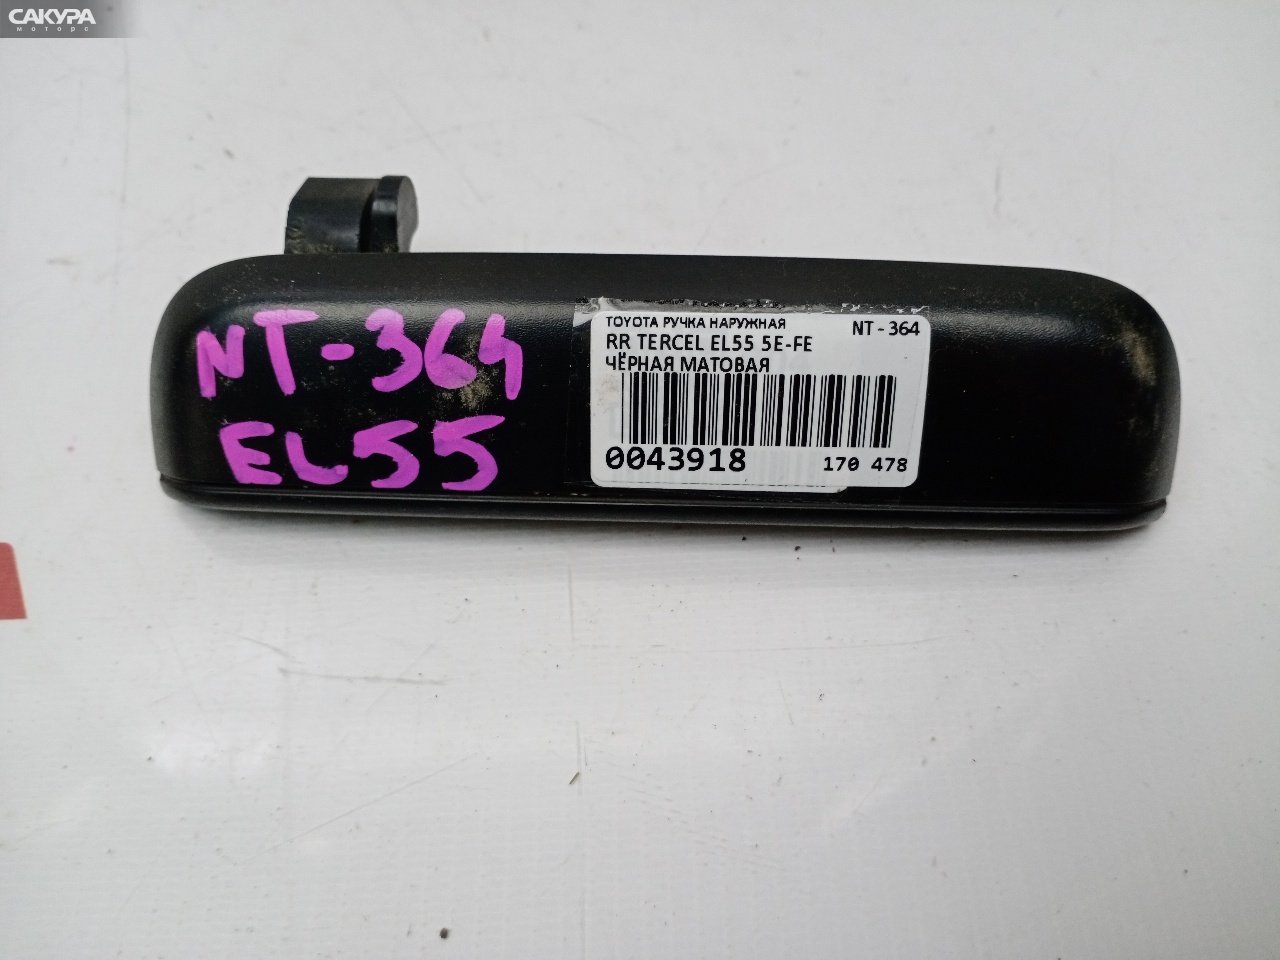 САКУРА
моторс
NT-364
EL55
TOYOTA РУЧКА НАРУЖНАЯ NT - 364
RR TERCEL EL55 5E-FE
ЧЁРНАЯ МАТОВАЯ
0043918 170 478